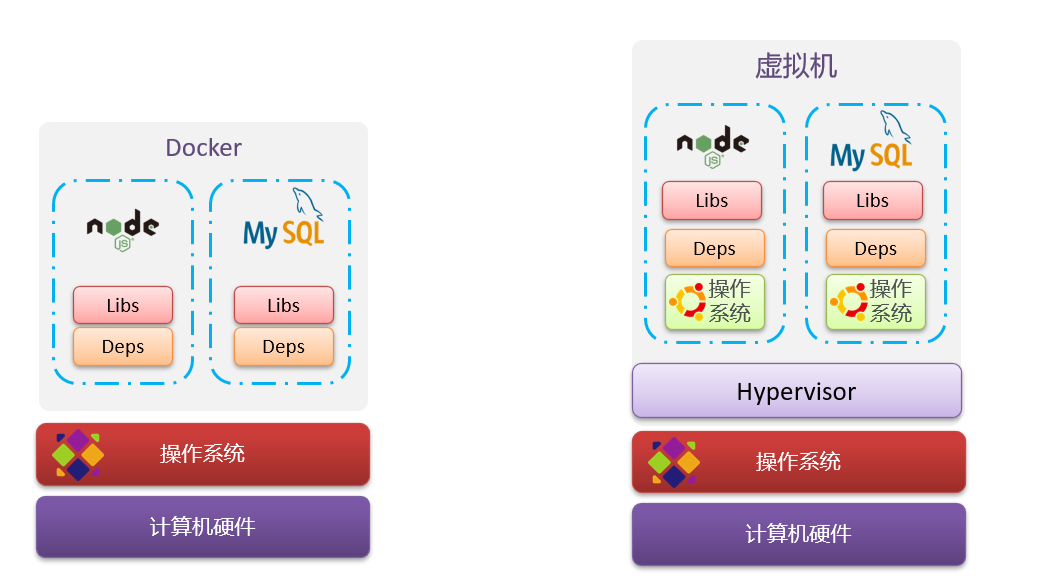 Docker
node
JS
MySQL
Libs
Libs
Deps
Deps
操作系统
计算机硬件
虚拟机
node
JS
MySQL
Libs
Libs
Deps
Deps
操作
系统
操作
系统
Hypervisor
操作系统
计算机硬件